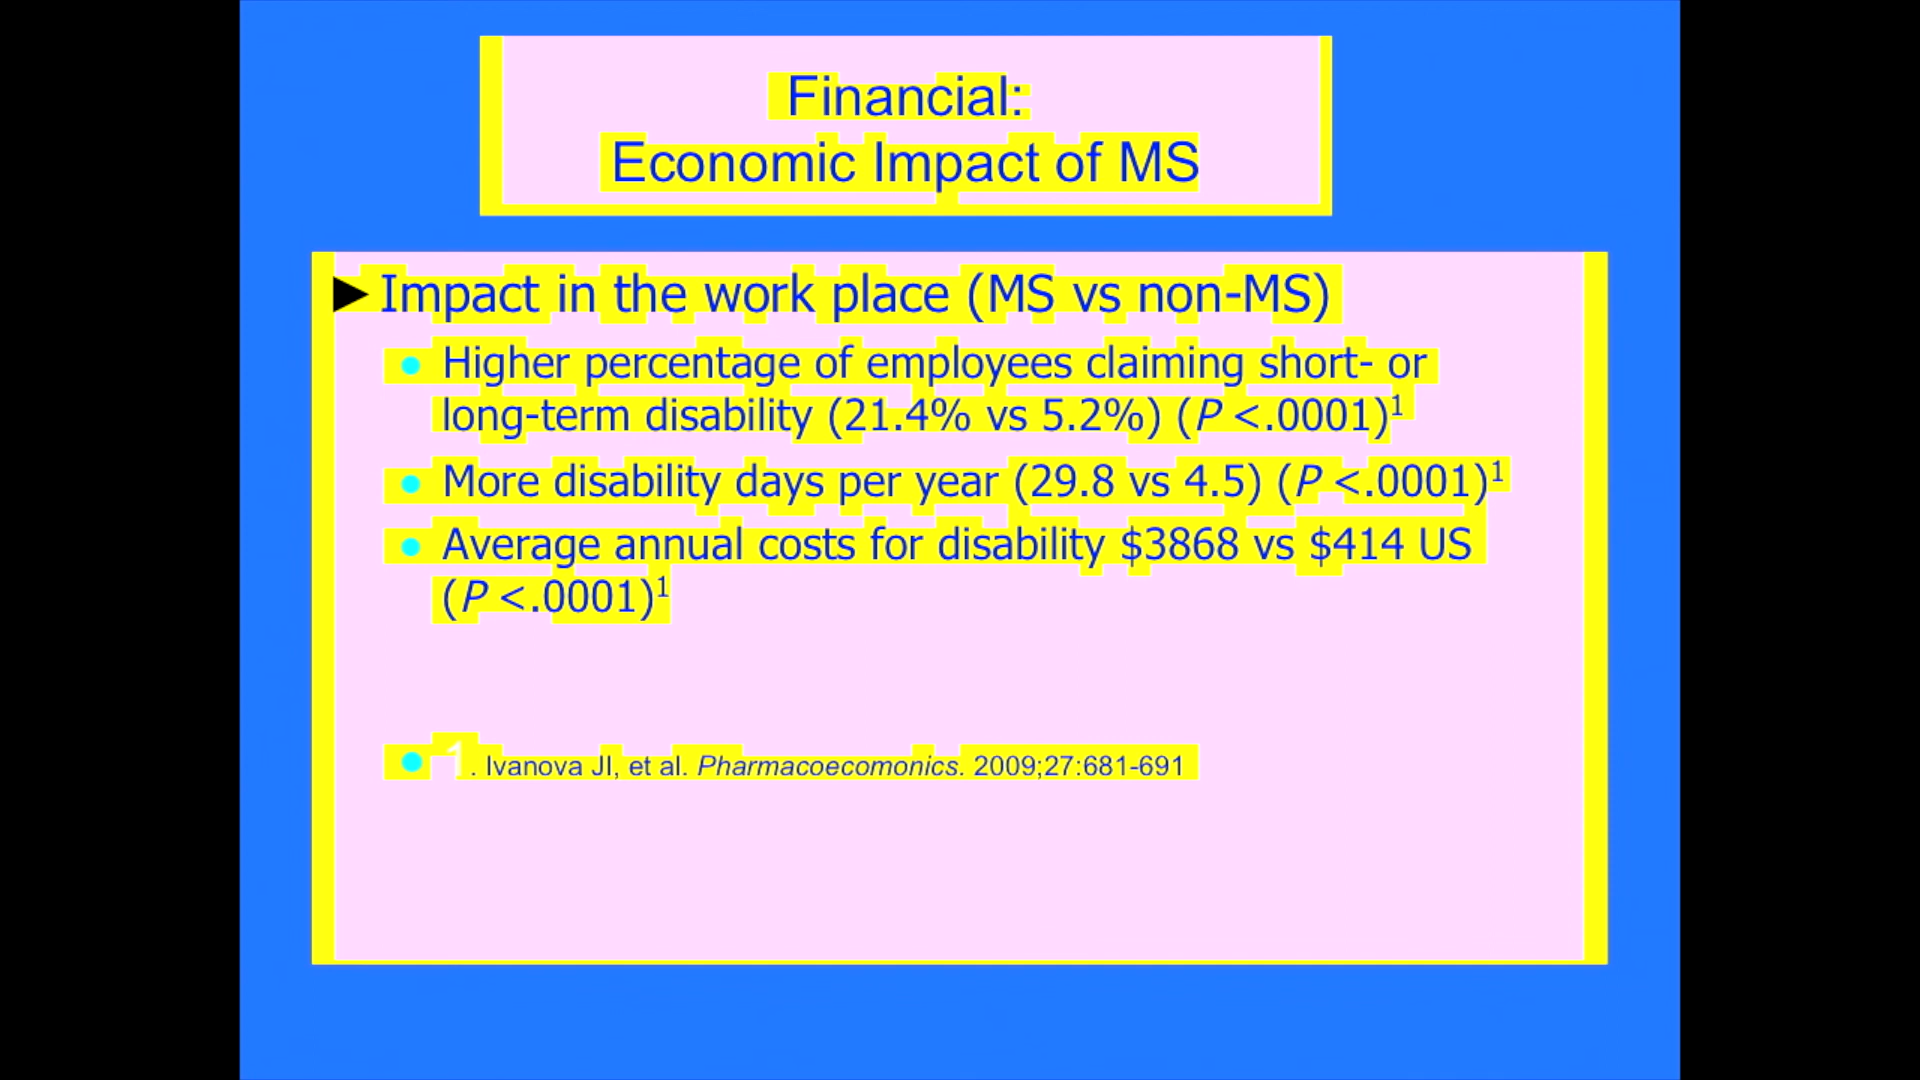 Financial:
Economic Impact of MS
►Impact in the work place (MS vs non-MS)
● Higher percentage of employees claiming short- or
long-term disability (21.4% vs 5.2%) (P <.0001)¹
● More disability days per year (29.8 vs 4.5) (P <.0001)¹
● Average annual costs for disability $3868 vs $414 US
(P <.0001)¹
● 1. Ivanova JI, et al. Pharmacoecomonics. 2009;27:681-691